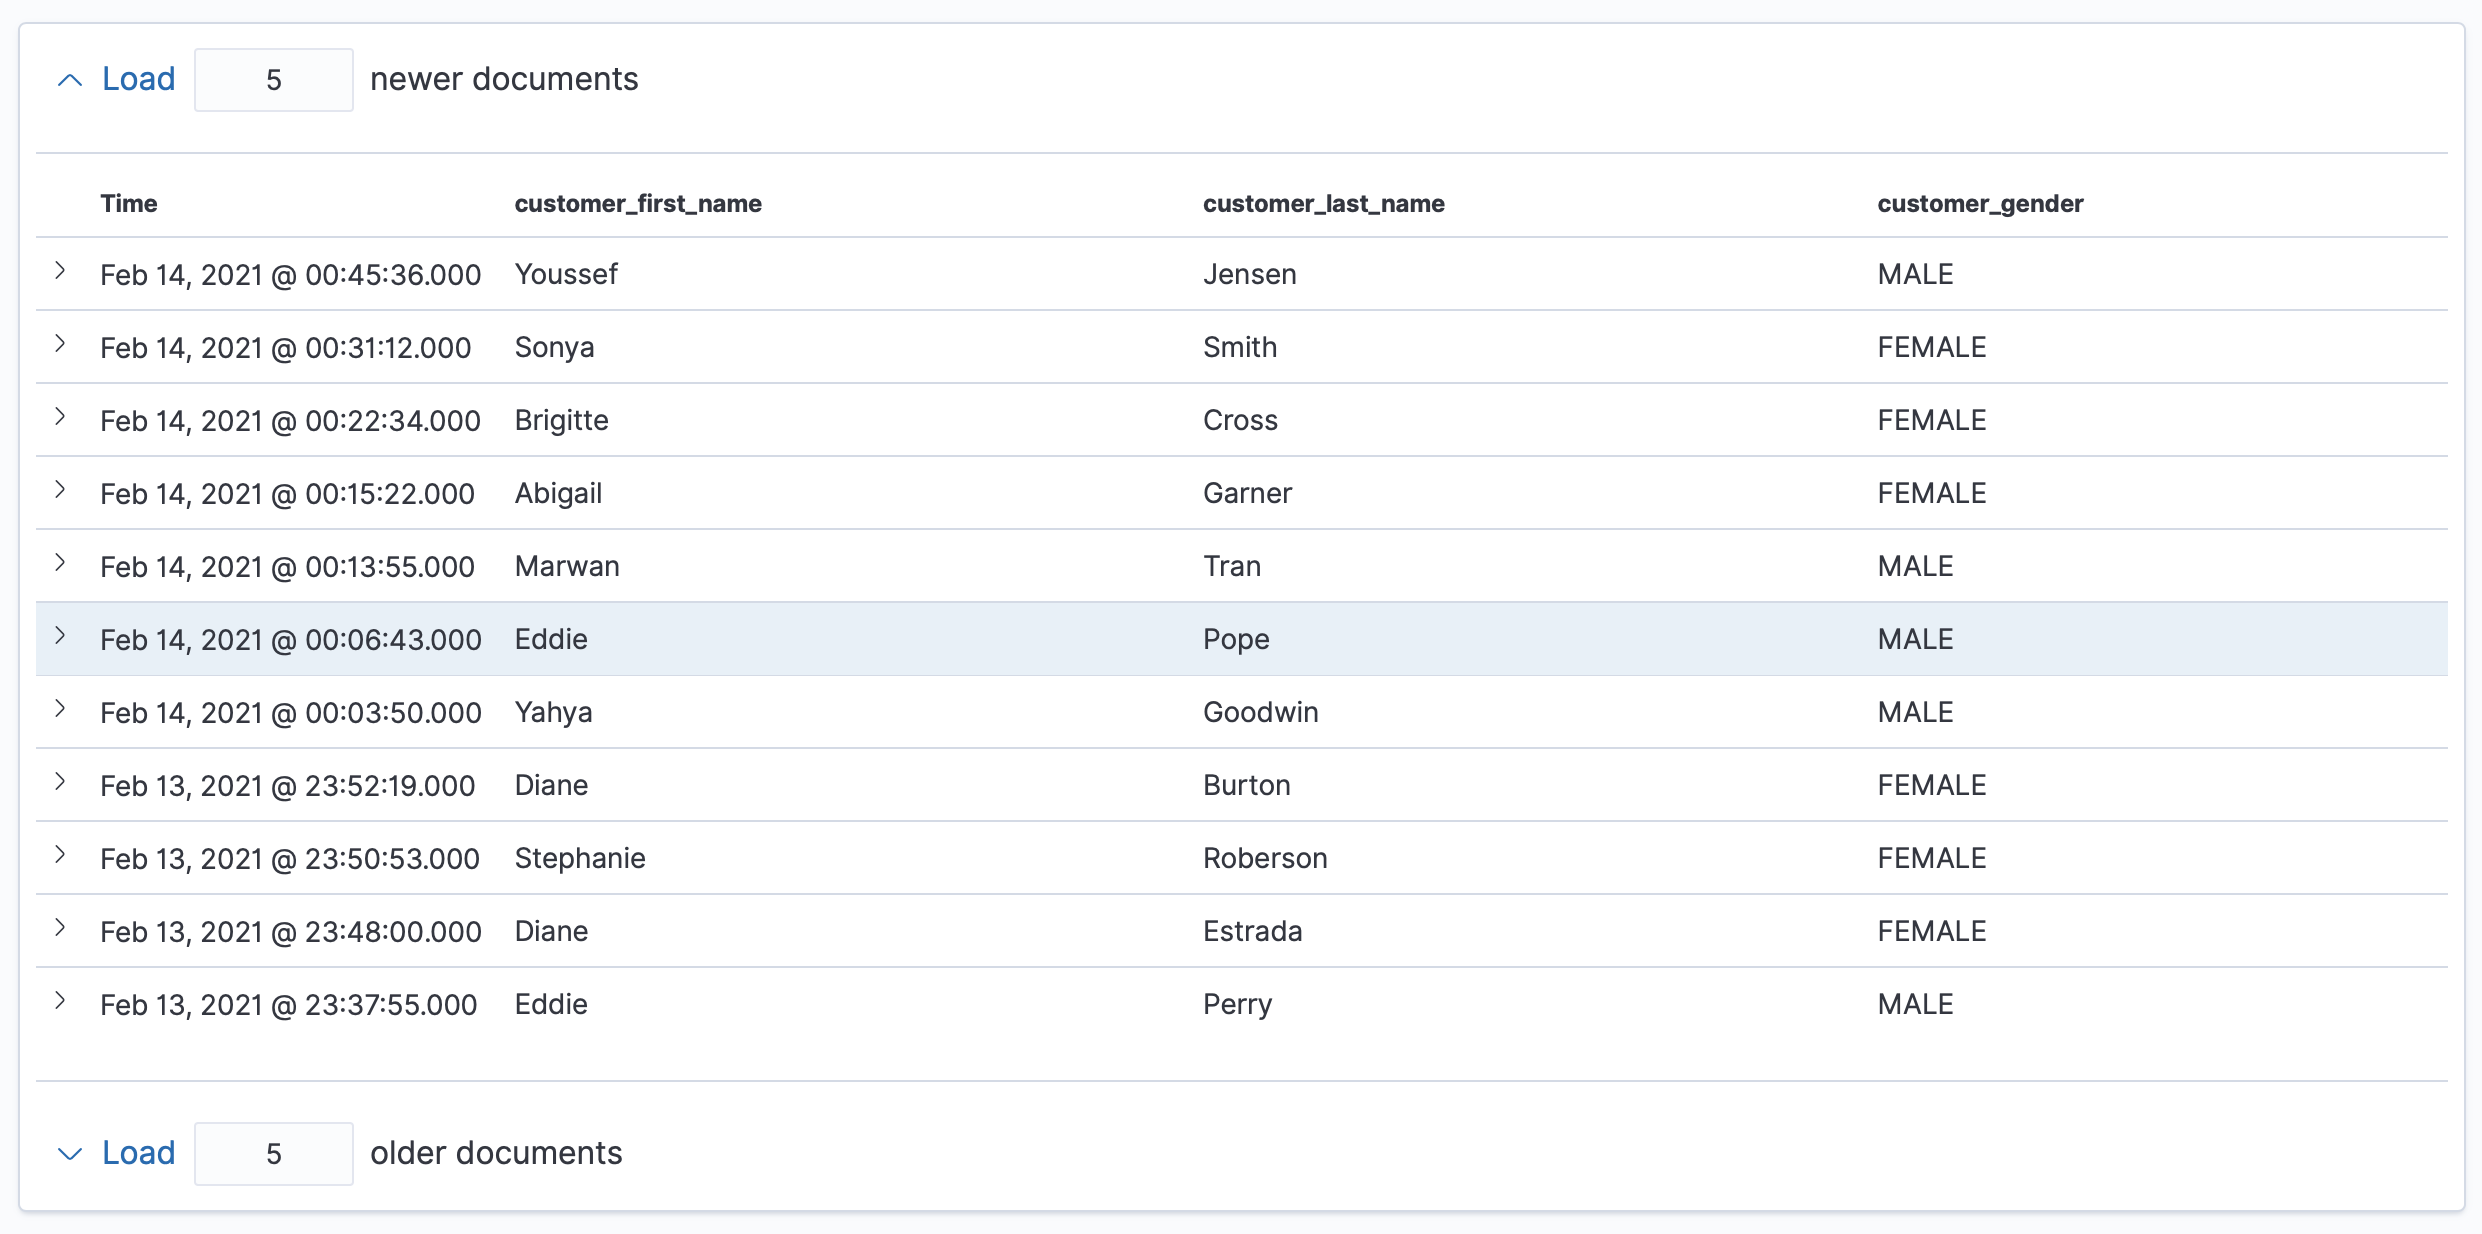 Load 5 newer documents
Time customer_first_name customer_last_name customer_gender
Feb 14, 2021 @ 00:45:36.000 Youssef Jensen MALE
Feb 14, 2021 @ 00:31:12.000 Sonya Smith FEMALE
Feb 14, 2021 @ 00:22:34.000 Brigitte Cross FEMALE
Feb 14, 2021 @ 00:15:22.000 Abigail Garner FEMALE
Feb 14, 2021 @ 00:13:55.000 Marwan Tran MALE
Feb 14, 2021 @ 00:06:43.000 Eddie Pope MALE
Feb 14, 2021 @ 00:03:50.000 Yahya Goodwin MALE
Feb 13, 2021 @ 23:52:19.000 Diane Burton FEMALE
Feb 13, 2021 @ 23:50:53.000 Stephanie Roberson FEMALE
Feb 13, 2021 @ 23:48:00.000 Diane Estrada FEMALE
Feb 13, 2021 @ 23:37:55.000 Eddie Perry MALE
Load 5 older documents